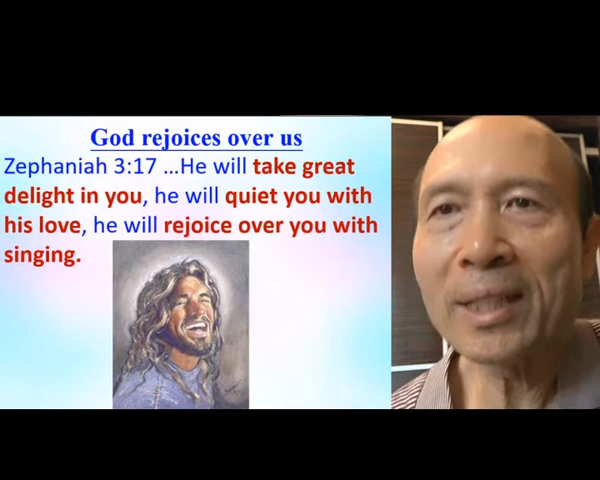 God rejoices over us
Zephaniah 3:17 ...He will take great
delight in you, he will quiet you with
his love, he will rejoice over you with
singing.